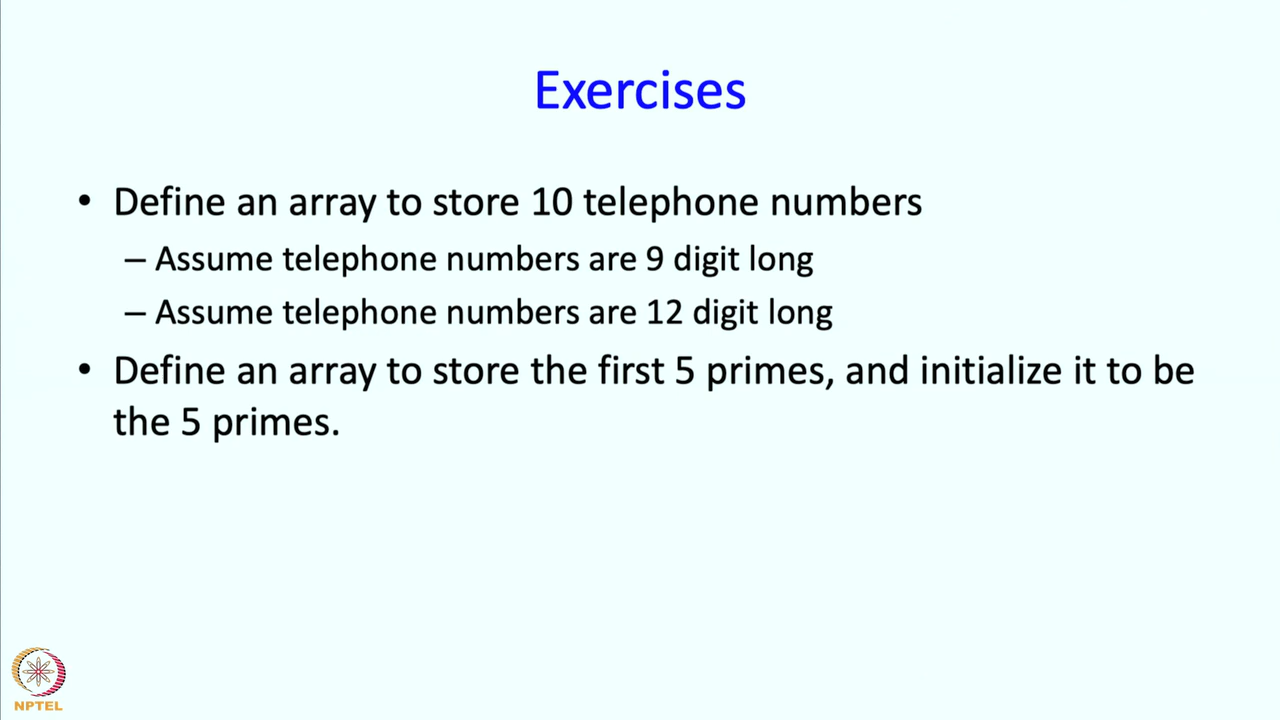 Exercises
• Define an array to store 10 telephone numbers
– Assume telephone numbers are 9 digit long
– Assume telephone numbers are 12 digit long
• Define an array to store the first 5 primes, and initialize it to be
the 5 primes.
NPTEL